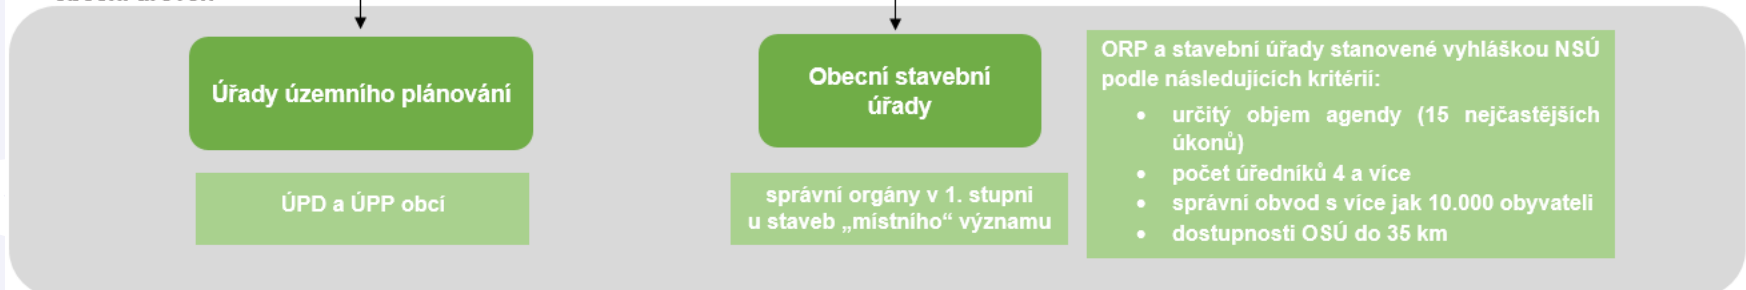 Úřady územního plánování
ÚPD a ÚPP obcí
Obecní stavební
úřady
správní orgány v 1. stupni
u staveb „místního“ významu
ORP a stavební úřady stanovené vyhláškou NSÚ
podle následujících kritérií:
• určitý objem agendy (15 nejčastějších
úkonů)
• počet úředníků 4 a více
• správní obvod s více jak 10.000 obyvateli
• dostupnosti OSÚ do 35 km